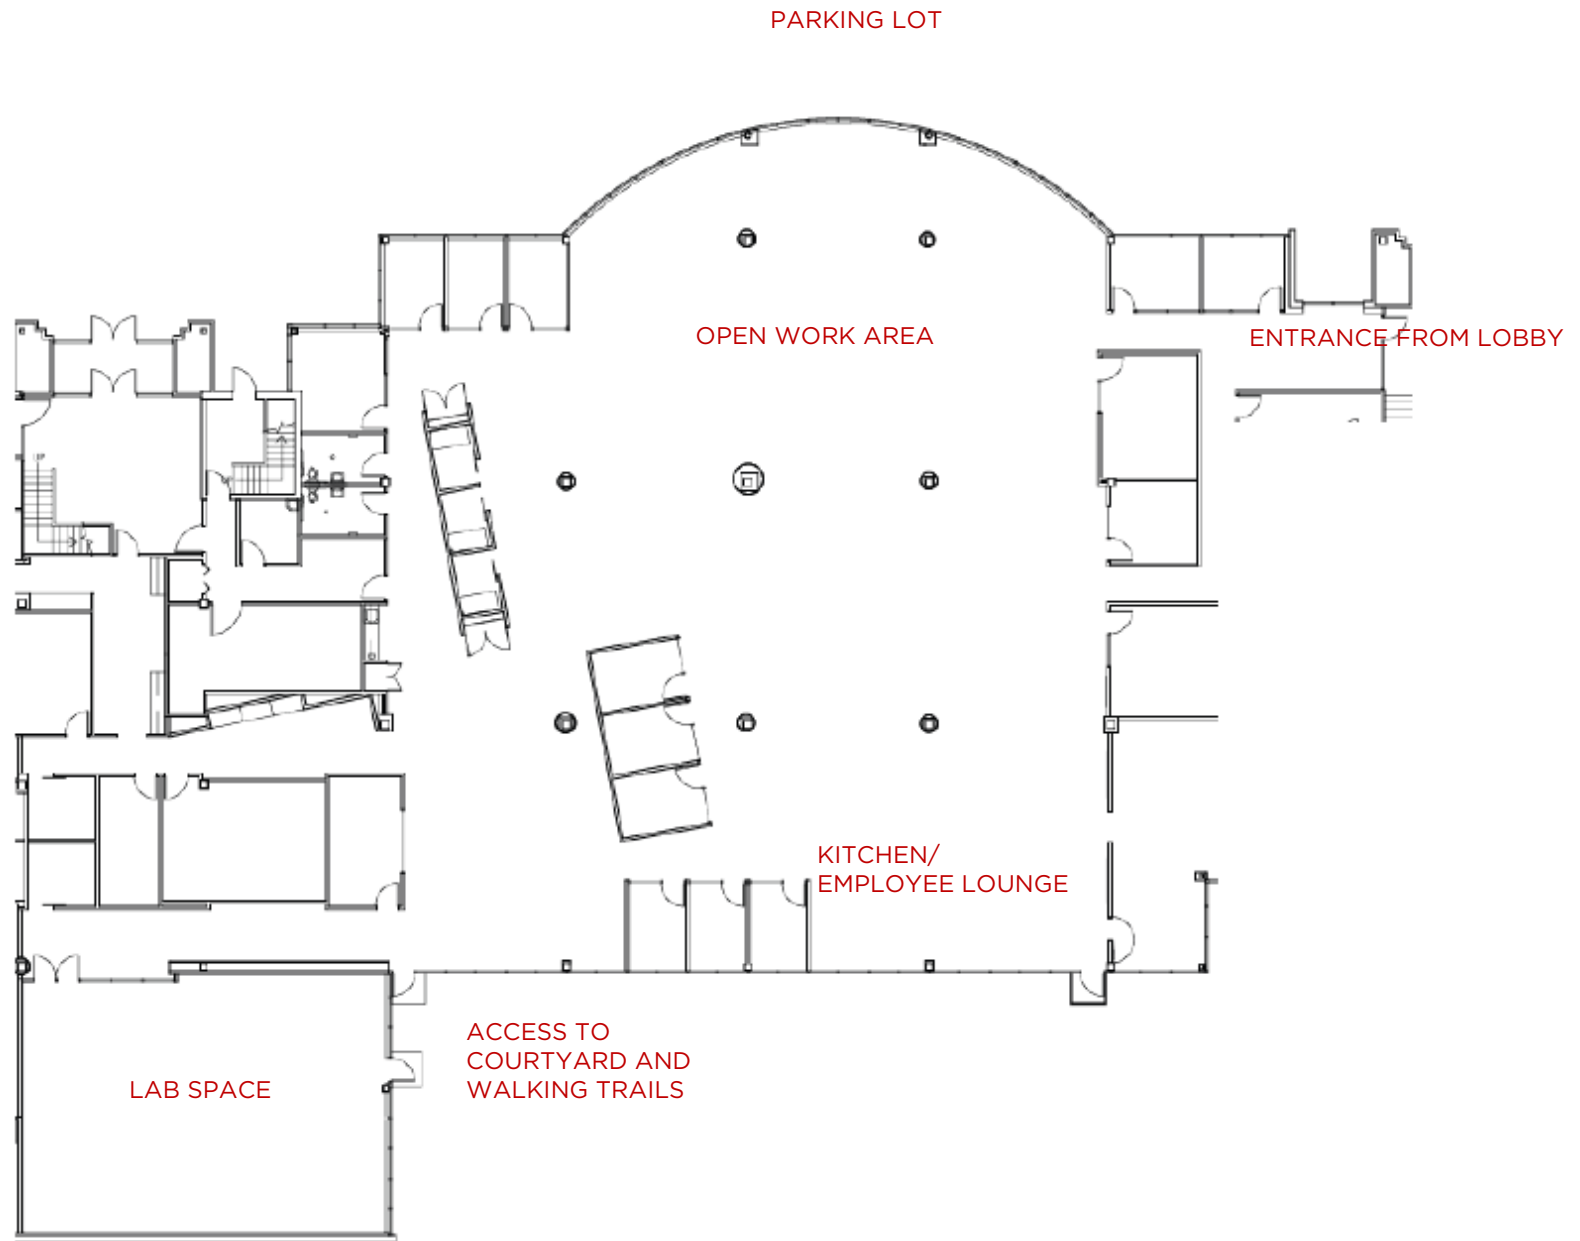 PARKING LOT
OPEN WORK AREA
ENTRANCE FROM LOBBY
UP
KITCHEN/
EMPLOYEE LOUNGE
ACCESS TO
COURTYARD AND
WALKING TRAILS
LAB SPACE